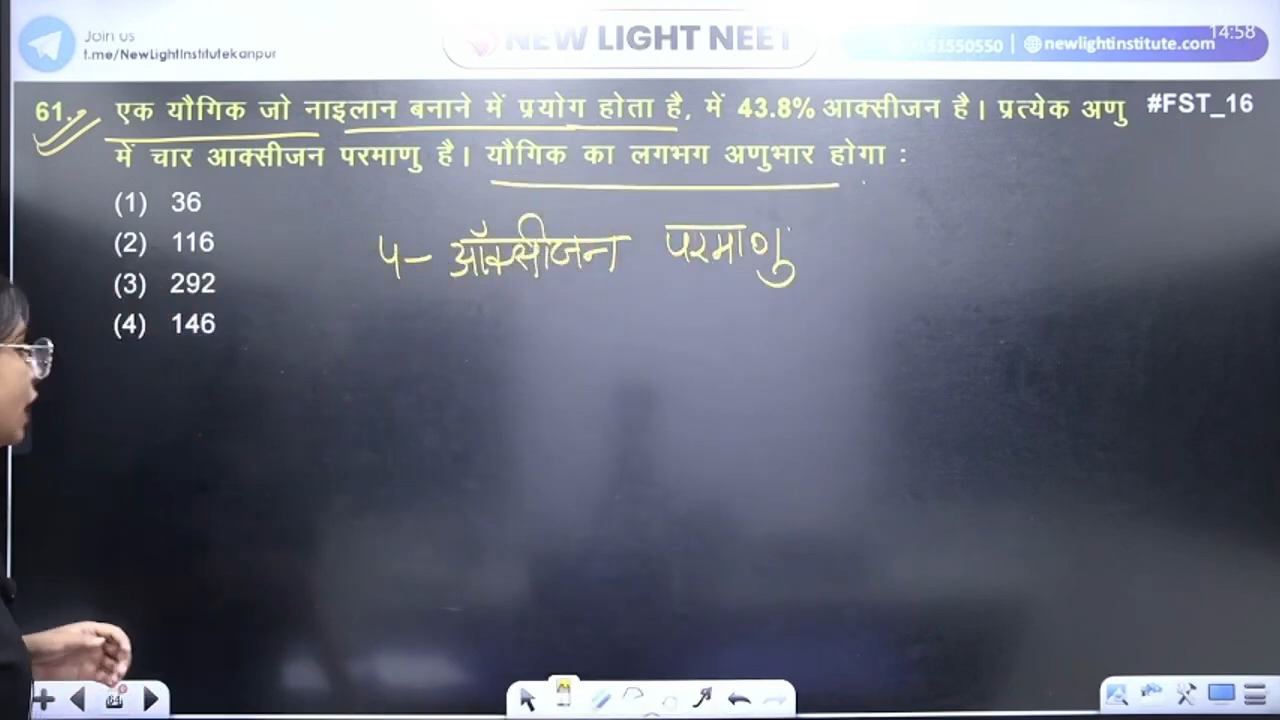 Join us
t.me/NewLightInstitutekanpur
NEW LIGHT NEET
newlightinstitute.com
14:58
61. एक यौगिक जो नाइलान बनाने में प्रयोग होता है, में 43.8% आक्सीजन है। प्रत्येक अणु #FST_16
में चार आक्सीजन परमाणु है। यौगिक का लगभग अणुभार होगा :
(1) 36
(2) 116
(3) 292
(4) 146
4- ऑक्सीजन परमाणु